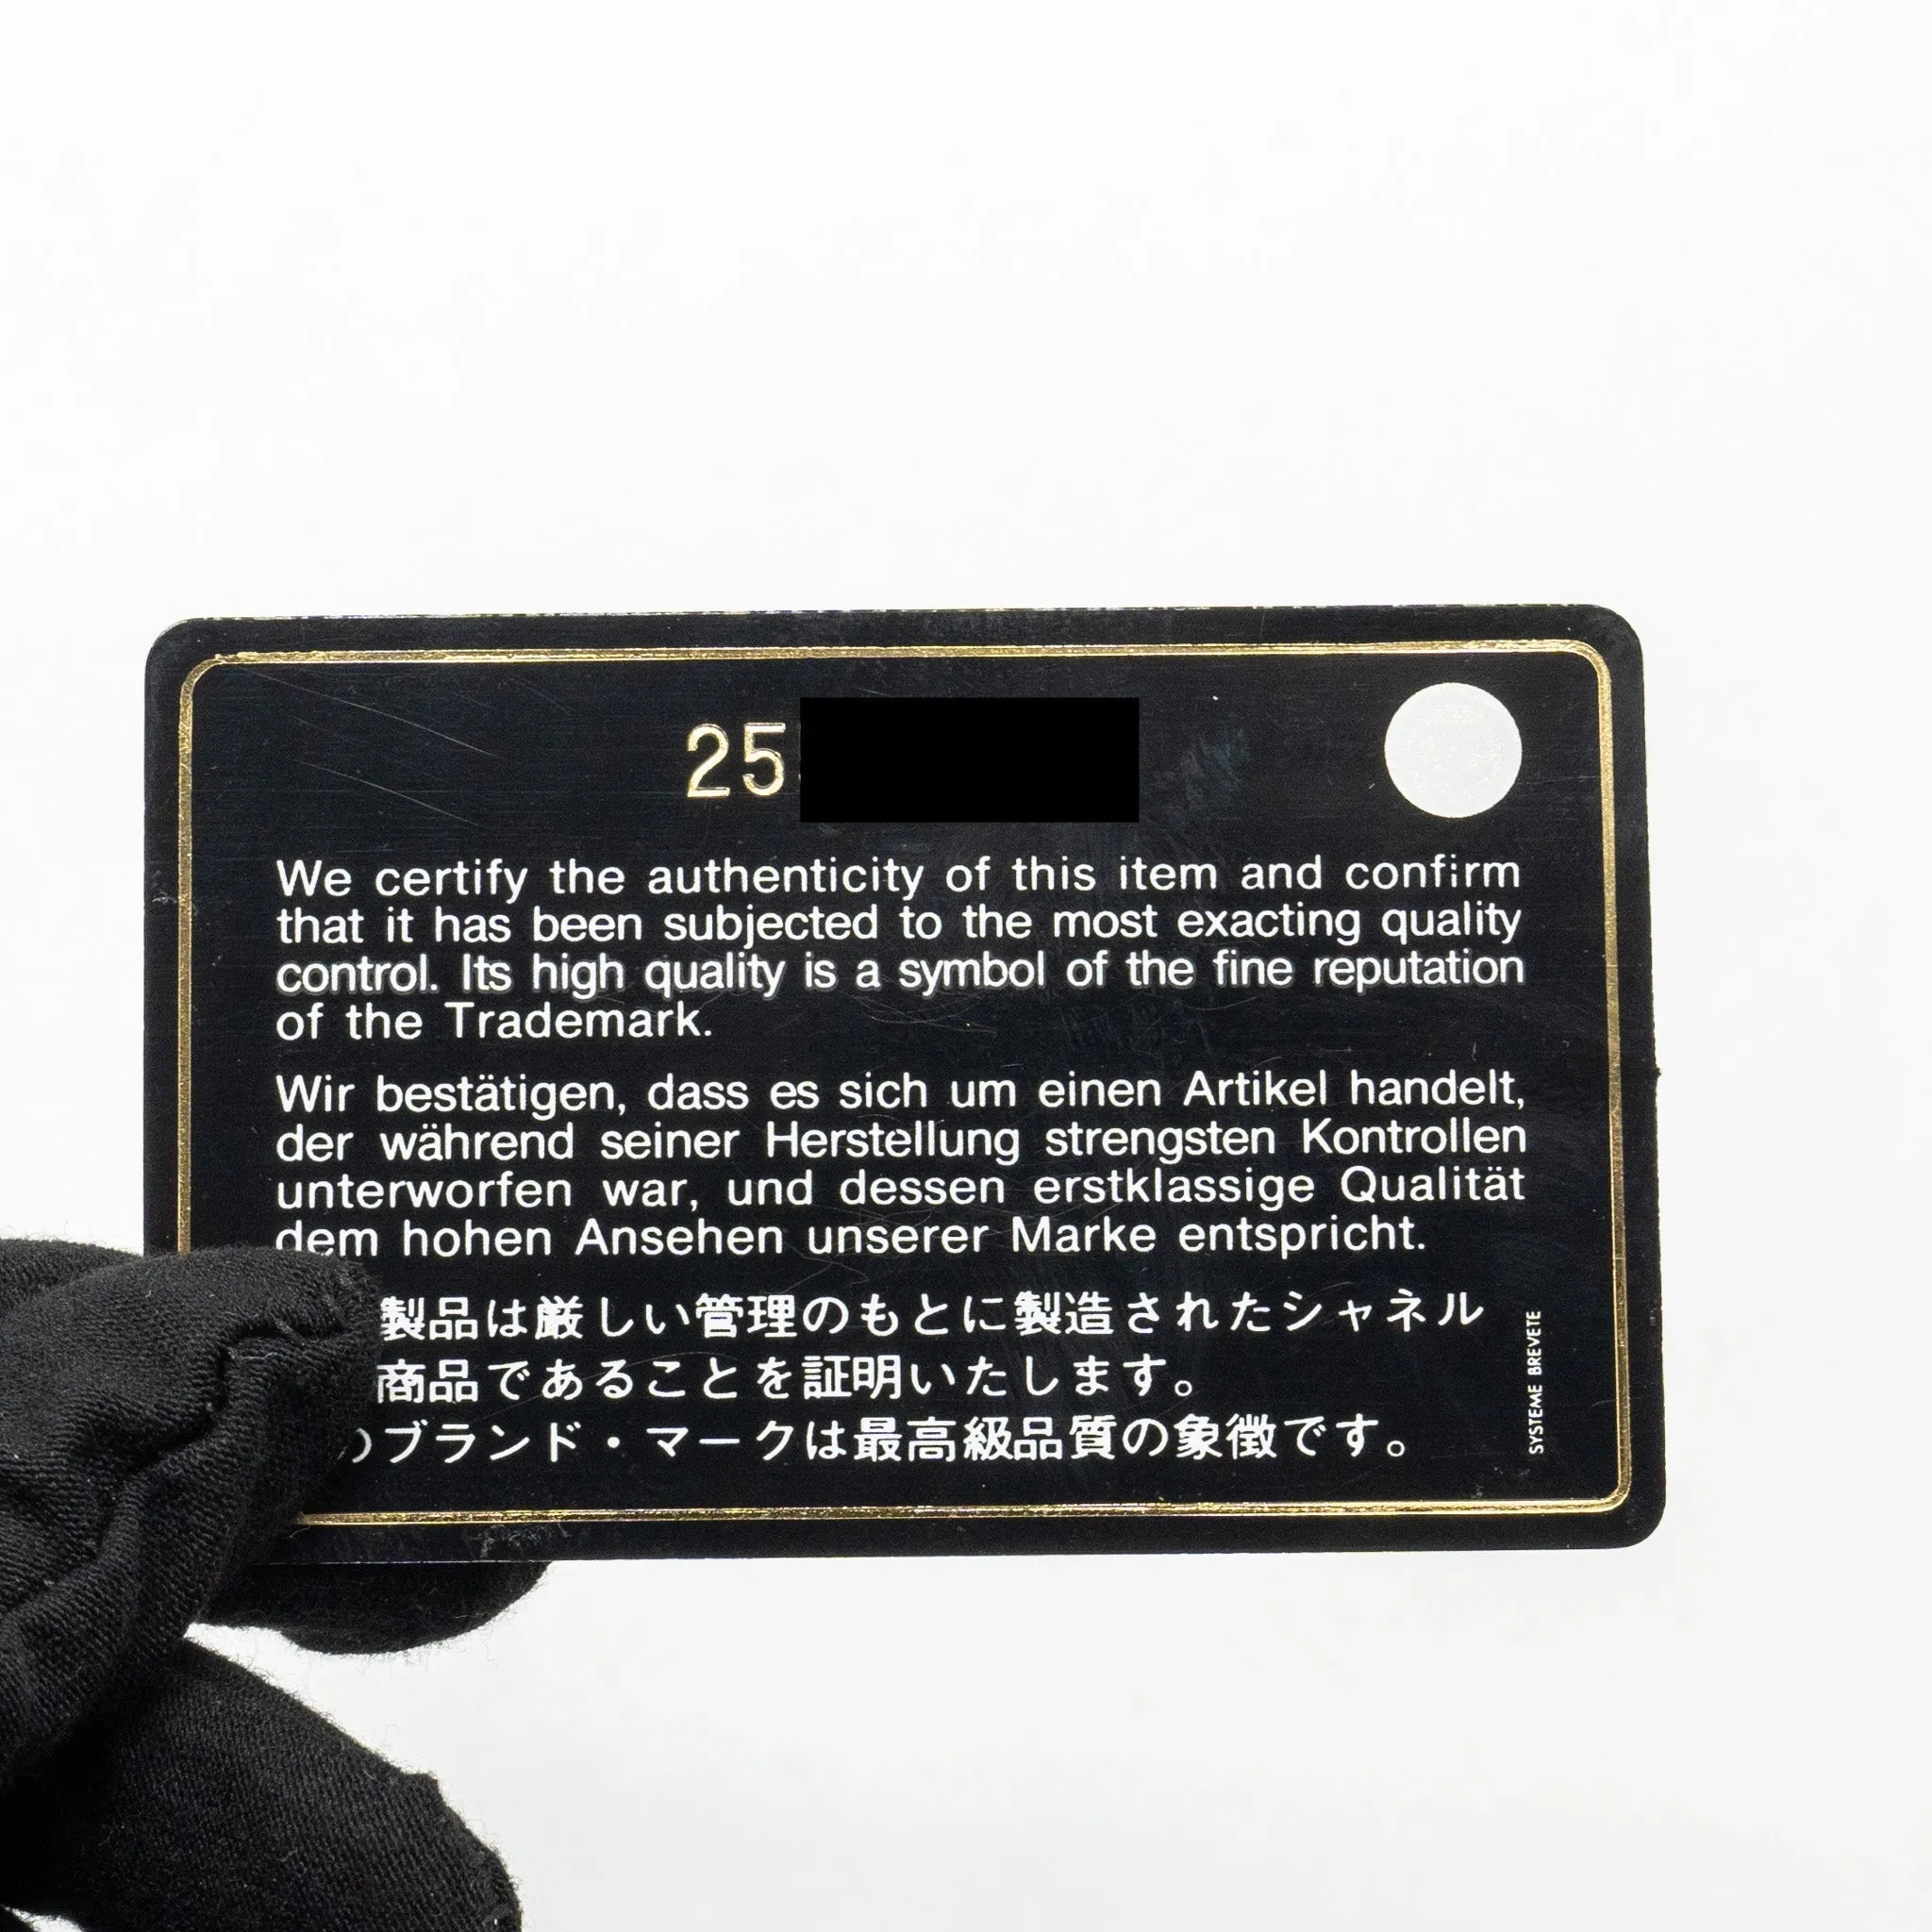 25
We certify the authenticity of this item and confirm
that it has been subjected to the most exacting quality
control. Its high quality is a symbol of the fine reputation
of the Trademark.
Wir bestätigen, dass es sich um einen Artikel handelt,
der während seiner Herstellung strengsten Kontrollen
unterworfen war, und dessen erstklassige Qualität
dem hohen Ansehen unserer Marke entspricht.
製品は厳しい管理のもとに製造されたシャネル
商品であることを証明いたします。
のブランド・マークは最高級品質の象徴です。
SYSTEME BREVETE